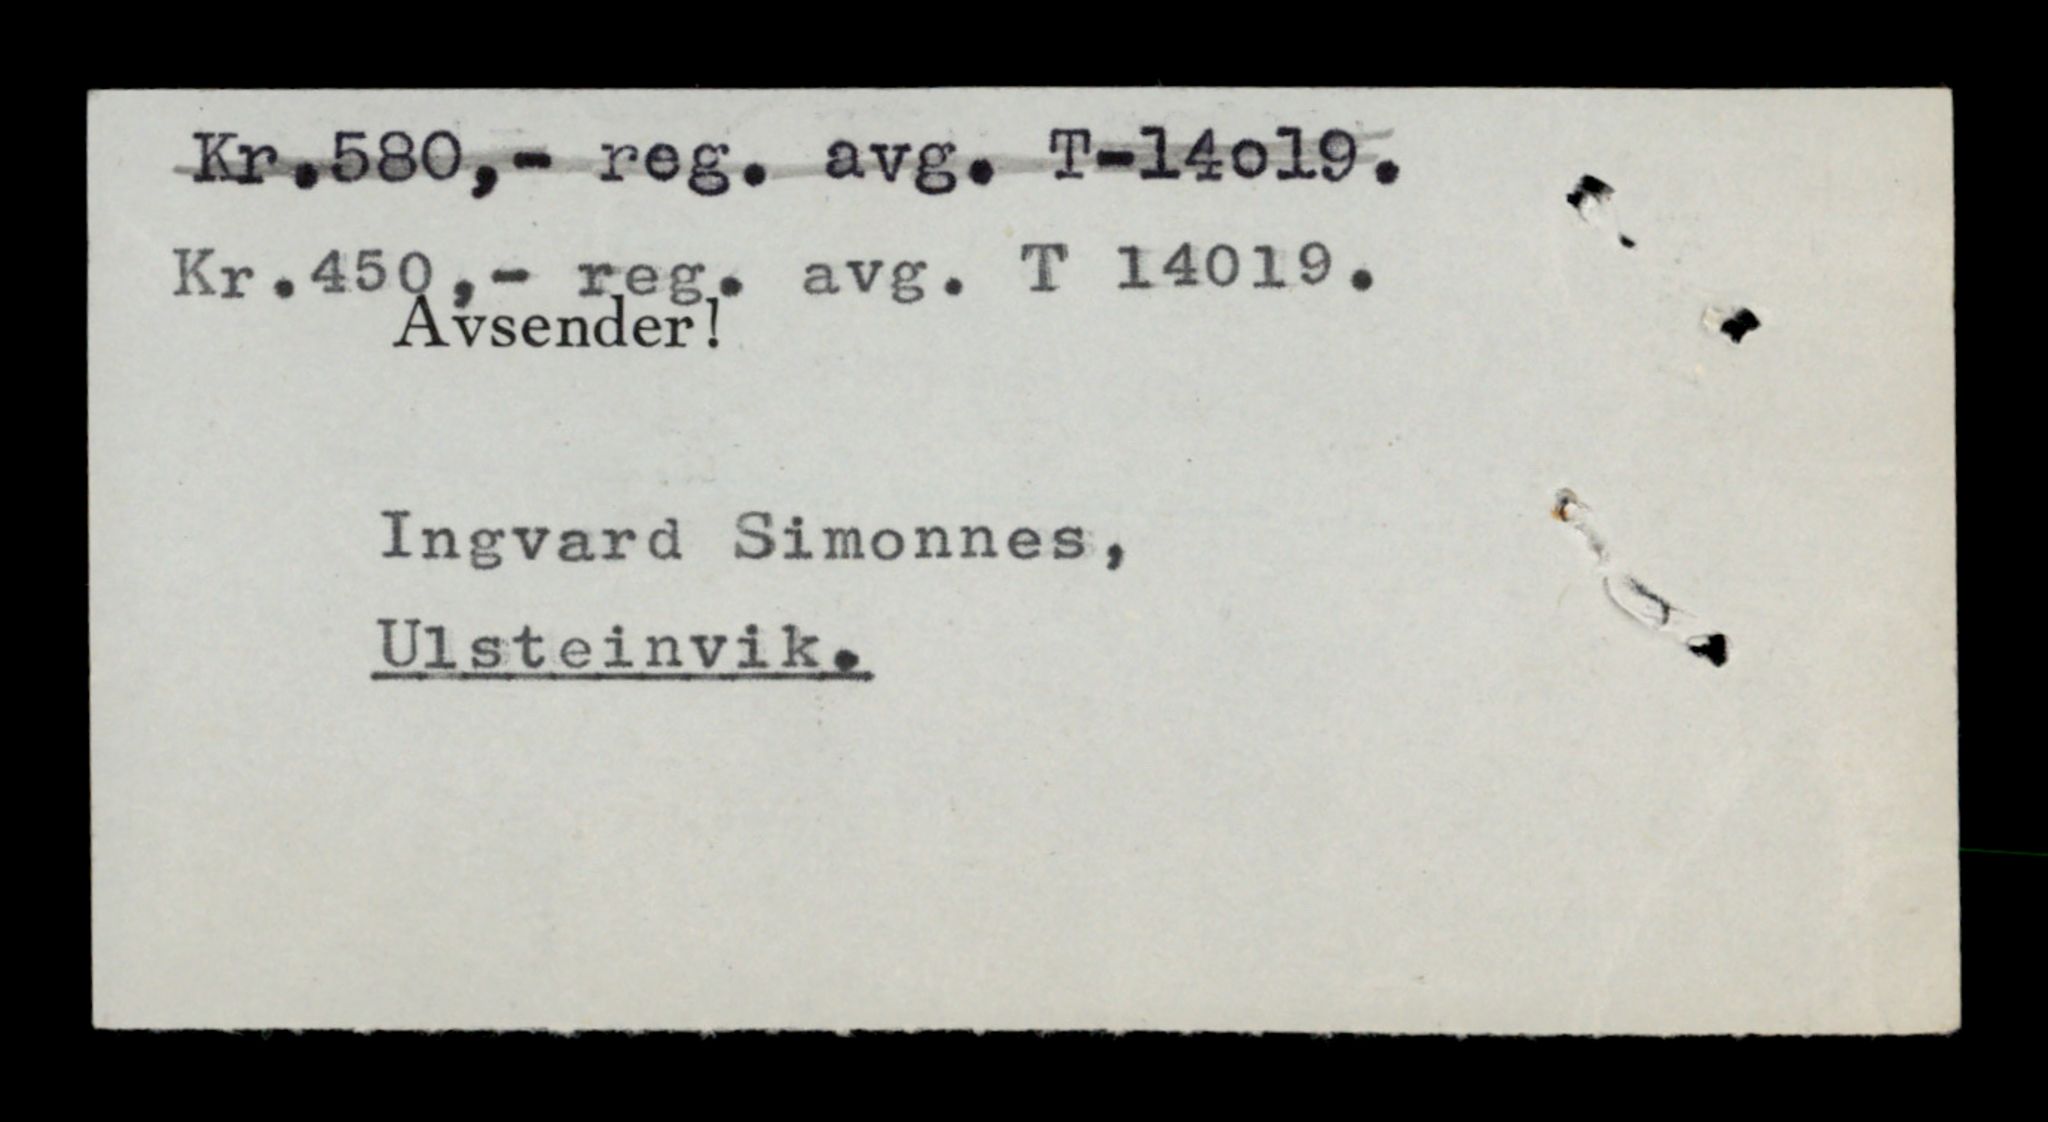 Kr.580,- reg. avg. T-14o19.
Kr.450,- reg. avg. T 14019.
Avsender!
Ingvard Simonnes,
Ulsteinvik.